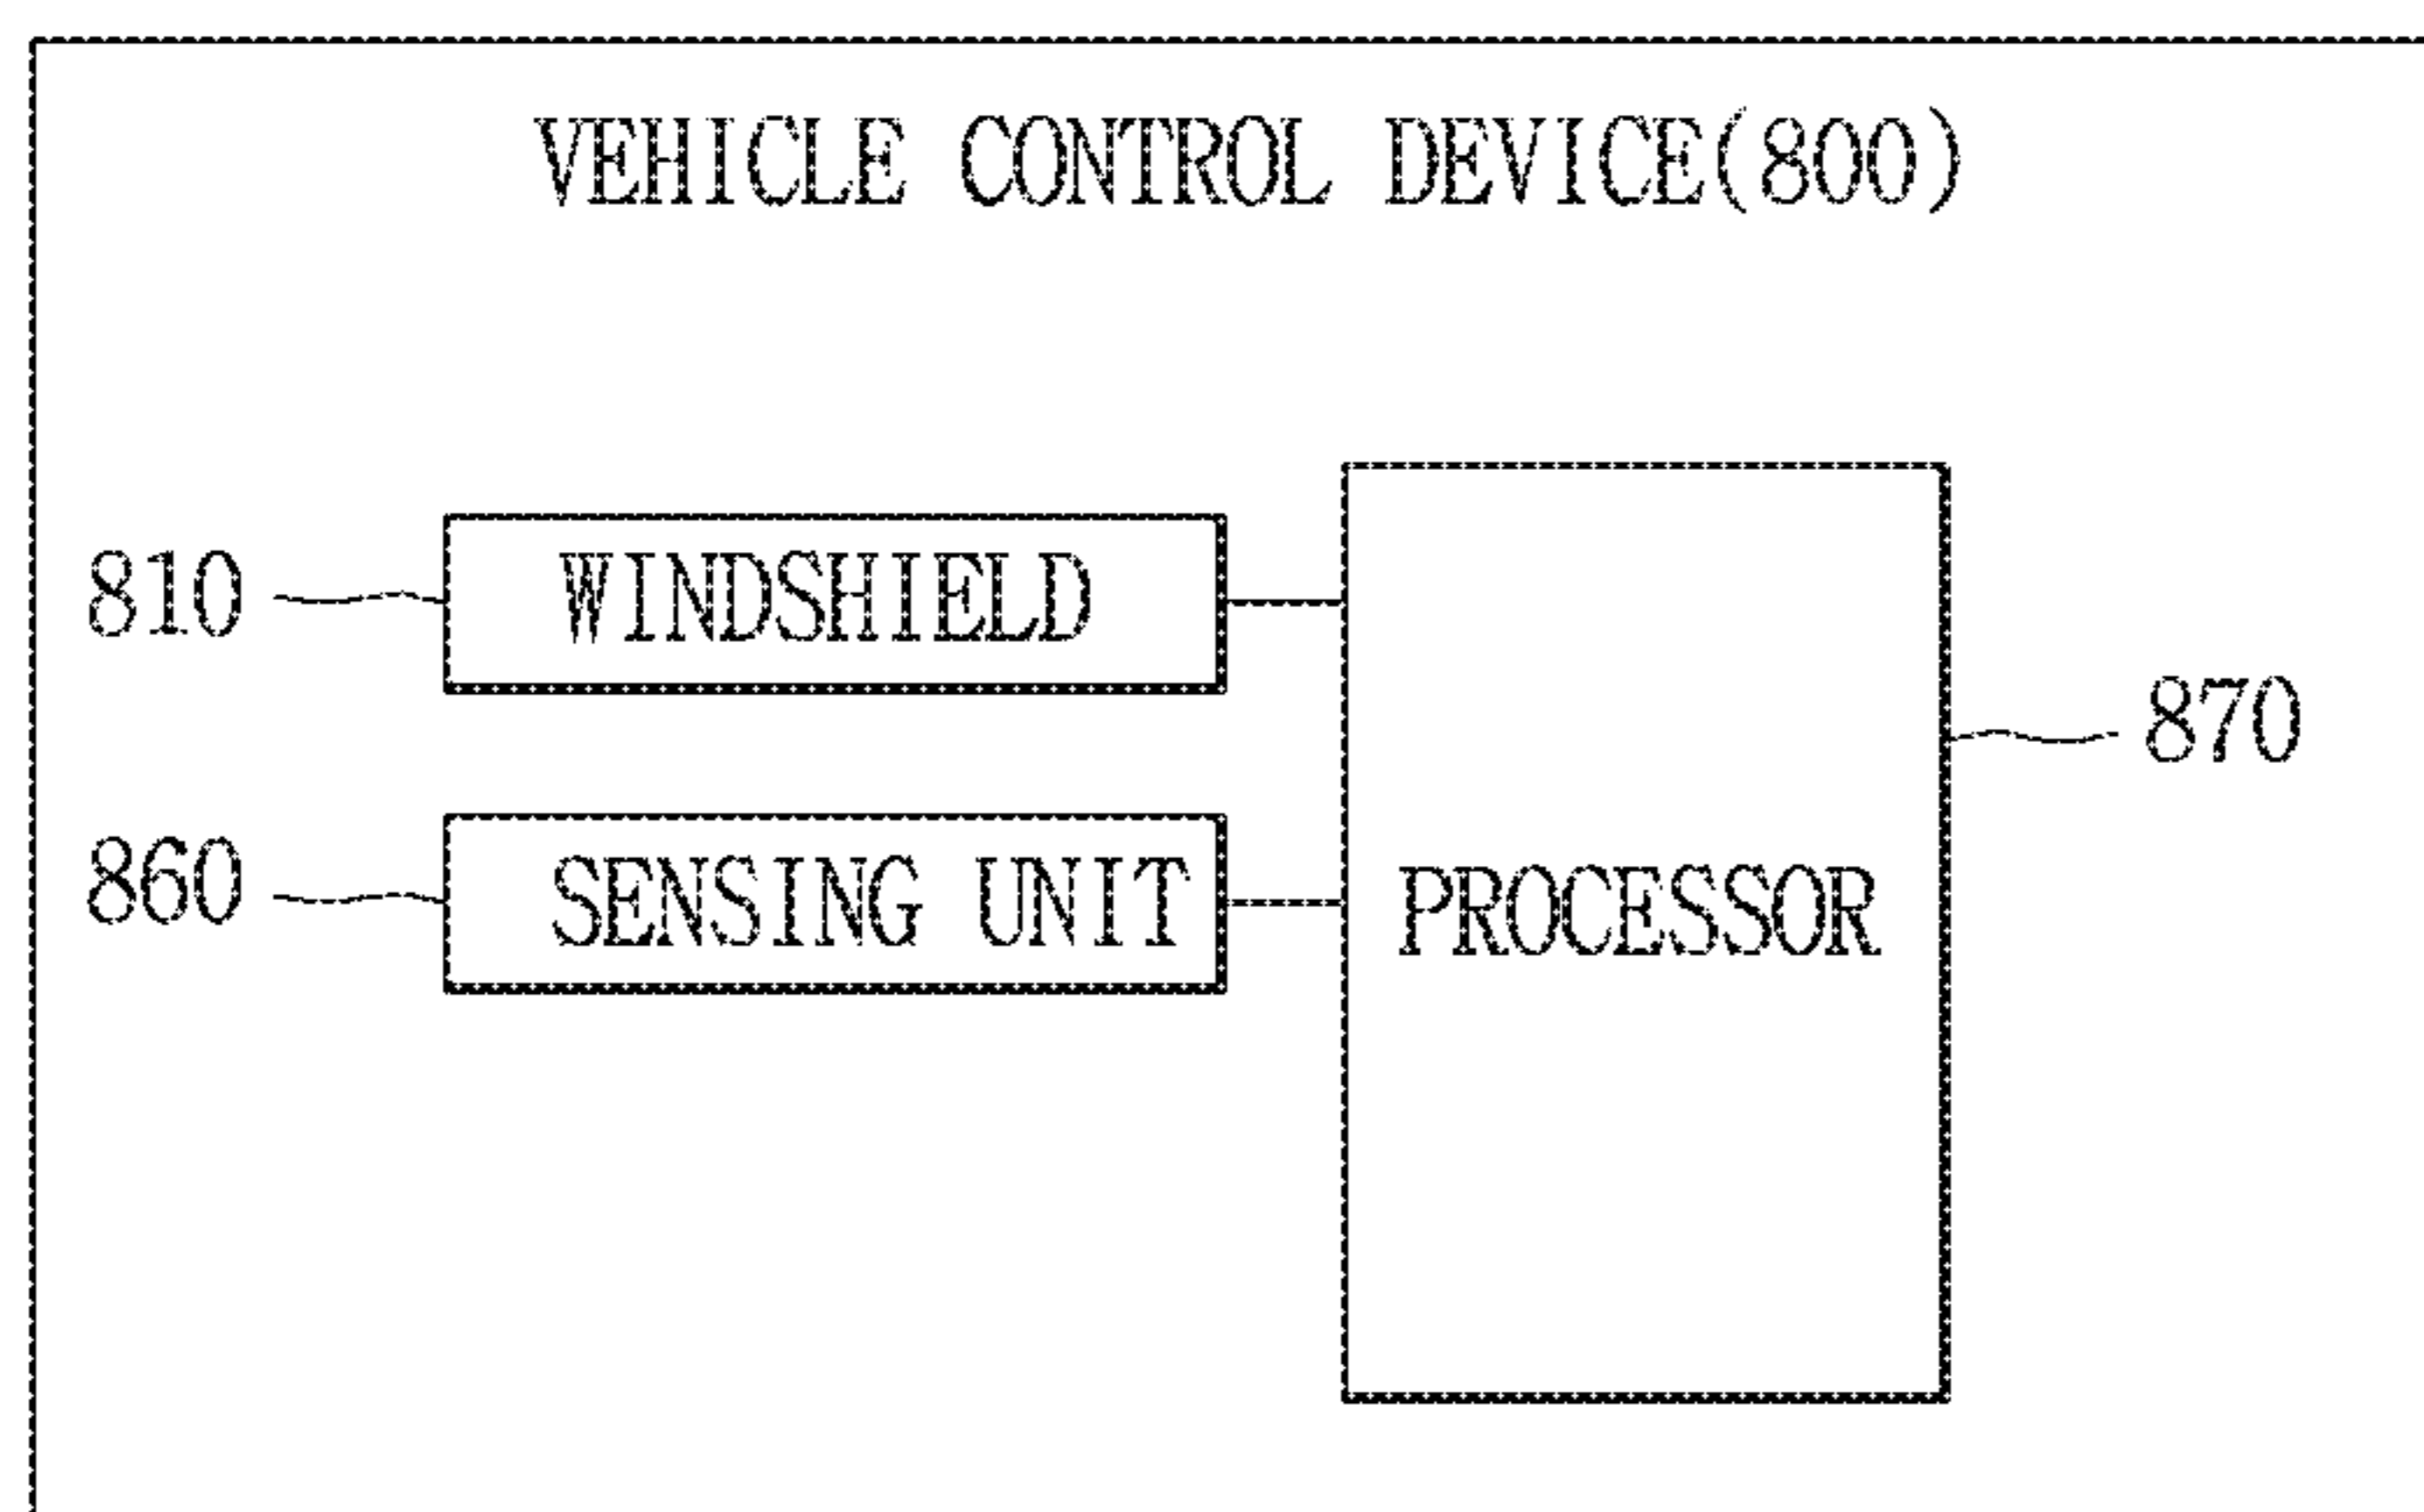 VEHICLE CONTROL DEVICE(800)
810
WINDSHIELD
870
860
SENSING UNIT
PROCESSOR